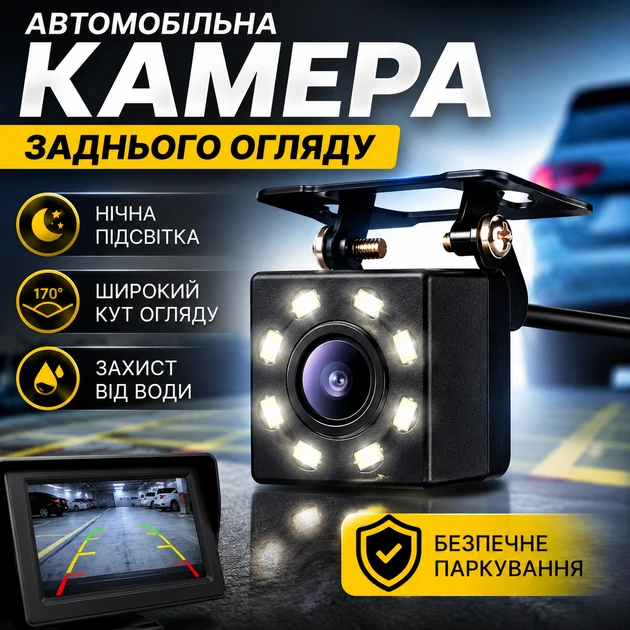 АВТОМОБІЛЬНА
КАМЕРА
ЗАДНЬОГО ОГЛЯДУ
НІЧНА
ПІДСВІТКА
170°
ШИРОКИЙ
КУТ ОГЛЯДУ
ЗАХИСТ
ВІД ВОДИ
БЕЗПЕЧНЕ
ПАРКУВАННЯ